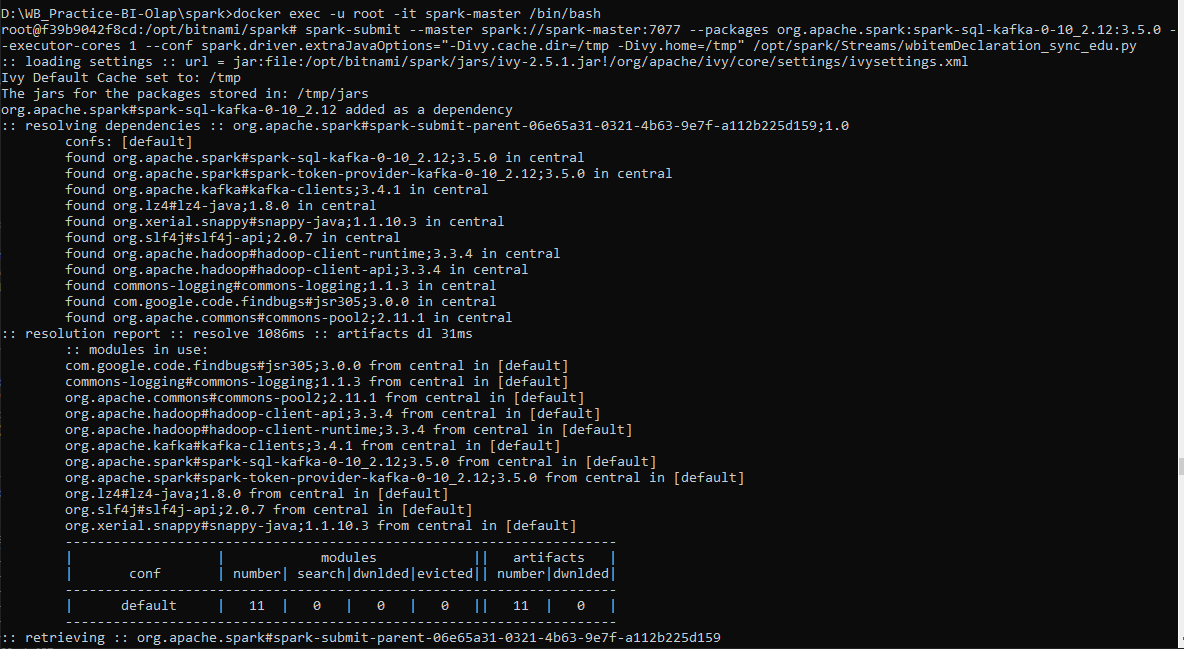 D:\WB_Practice-BI-Olap\spark>docker exec -u root -it spark-master /bin/bash
root@f39b9042f8cd:/opt/bitnami/spark# spark-submit --master spark://spark-master:7077 --packages org.apache.spark:spark-sql-kafka-0-10_2.12:3.5.0 -
-executor-cores 1 --conf spark.driver.extraJavaOptions="-Divy.cache.dir=/tmp -Divy.home=/tmp" /opt/spark/Streams/wbitemDeclaration_sync_edu.py
:: loading settings :: url = jar:file:/opt/bitnami/spark/jars/ivy-2.5.1.jar!/org/apache/ivy/core/settings/ivysettings.xml
Ivy Default Cache set to: /tmp
The jars for the packages stored in: /tmp/jars
org.apache.spark#spark-sql-kafka-0-10_2.12 added as a dependency
:: resolving dependencies :: org.apache.spark#spark-submit-parent-06e65a31-0321-4b63-9e7f-a112b225d159;1.0
        confs: [default]
        found org.apache.spark#spark-sql-kafka-0-10_2.12;3.5.0 in central
        found org.apache.spark#spark-token-provider-kafka-0-10_2.12;3.5.0 in central
        found org.apache.kafka#kafka-clients;3.4.1 in central
        found org.lz4#lz4-java;1.8.0 in central
        found org.xerial.snappy#snappy-java;1.1.10.3 in central
        found org.slf4j#slf4j-api;2.0.7 in central
        found org.apache.hadoop#hadoop-client-runtime;3.3.4 in central
        found org.apache.hadoop#hadoop-client-api;3.3.4 in central
        found commons-logging#commons-logging;1.1.3 in central
        found com.google.code.findbugs#jsr305;3.0.0 in central
        found org.apache.commons#commons-pool2;2.11.1 in central
:: resolution report :: resolve 1086ms :: artifacts dl 31ms
        :: modules in use:
        com.google.code.findbugs#jsr305;3.0.0 from central in [default]
        commons-logging#commons-logging;1.1.3 from central in [default]
        org.apache.commons#commons-pool2;2.11.1 from central in [default]
        org.apache.hadoop#hadoop-client-api;3.3.4 from central in [default]
        org.apache.hadoop#hadoop-client-runtime;3.3.4 from central in [default]
        org.apache.kafka#kafka-clients;3.4.1 from central in [default]
        org.apache.spark#spark-sql-kafka-0-10_2.12;3.5.0 from central in [default]
        org.apache.spark#spark-token-provider-kafka-0-10_2.12;3.5.0 from central in [default]
        org.lz4#lz4-java;1.8.0 from central in [default]
        org.slf4j#slf4j-api;2.0.7 from central in [default]
        org.xerial.snappy#snappy-java;1.1.10.3 from central in [default]
        ---------------------------------------------------------------------
        |                  |            modules            ||   artifacts   |
        |       conf       | number| search|dwnlded|evicted|| number|dwnlded|
        ---------------------------------------------------------------------
        |      default     |   11  |   0   |   0   |   0   ||   11  |   0   |
        ---------------------------------------------------------------------
:: retrieving :: org.apache.spark#spark-submit-parent-06e65a31-0321-4b63-9e7f-a112b225d159